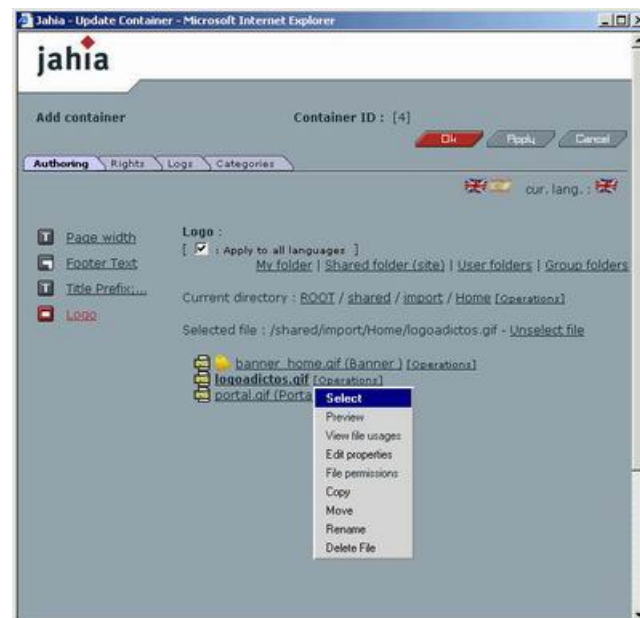 Jahia - Update Container - Microsoft Internet Explorer
jahia
Add container
Container ID : [4]
Ok Apply Cancel
Authoring Rights Logs Categories
cur. lang. :
Page width
Footer Text
Title Prefix:...
Logo
Logo :
[ : Apply to all languages ]
My folder | Shared folder (site) | User folders | Group folders
Current directory : ROOT / shared / import / Home [Operations]
Selected file : /shared/import/Home/logoadictos.gif - Unselect file
banner_home.gif (Banner ) [Operations]
logoadictos.gif [Operations]
portal.gif (Porta
Select
Preview
View file usages
Edit properties
File permissions
Copy
Move
Rename
Delete File